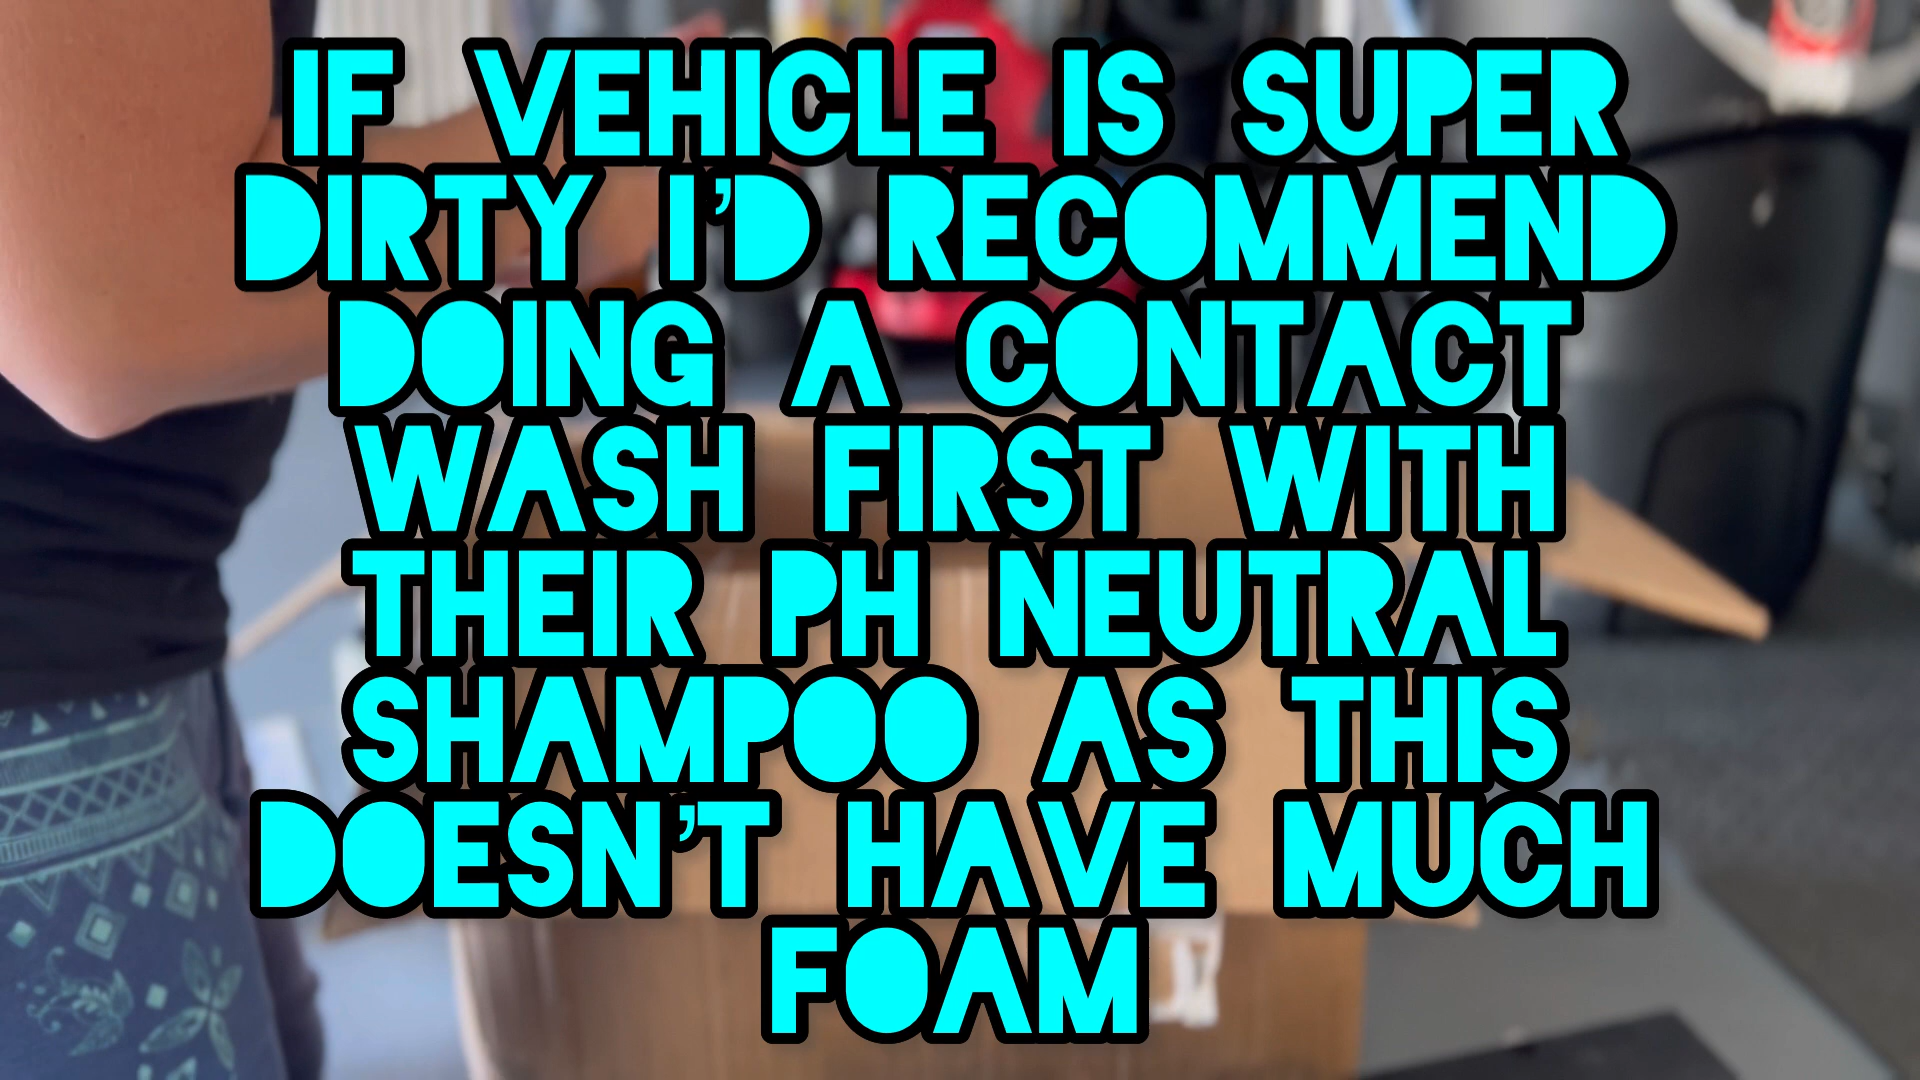 IF VEHICLE IS SUPER
DIRTY I'D RECOMMEND
DOING A CONTACT
WASH FIRST WITH
THEIR PH NEUTRAL
SHAMPOO AS THIS
DOESN'T HAVE MUCH
FOAM